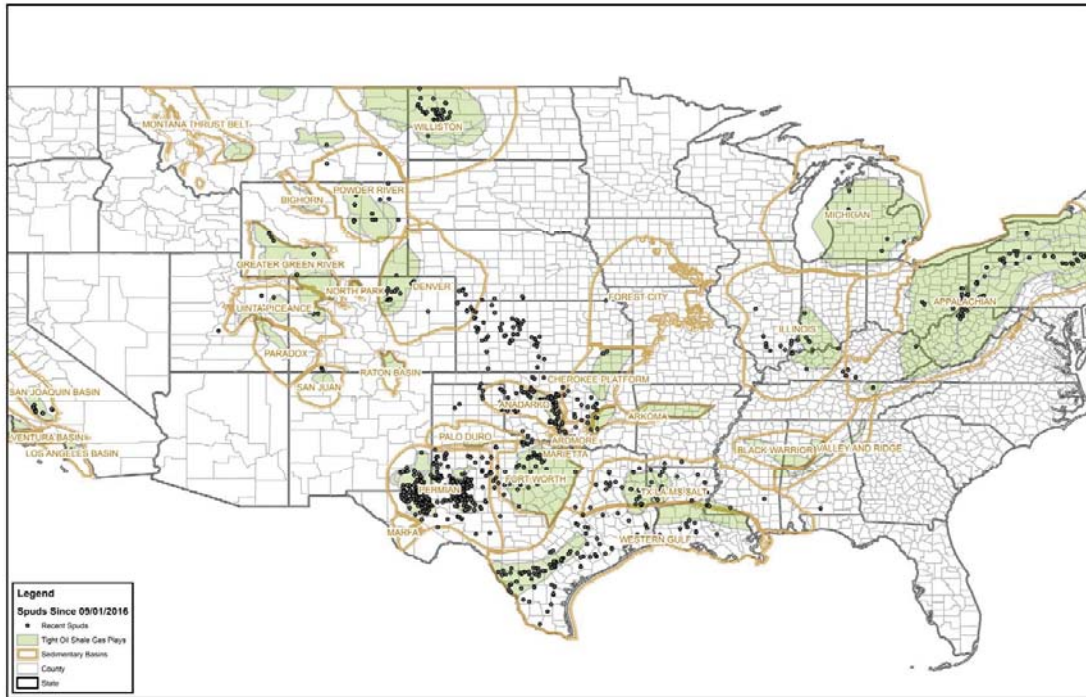 MONTANA THRUST BELT
WILLISTON
POWDER RIVER
BIGHORN
MICHIGAN
GREATER GREEN RIVER
NORTH PARK
DENVER
FOREST CITY
APPALACHIAN
UINTA-PICEANCE
ILLINOIS
PARADOX
RATON BASIN
SAN JUAN
CHEROKEE PLATFORM
SAN JOAQUIN BASIN
ANADARKO
ARKOMA
VENTURA BASIN
ARDMORE
LOS ANGELES BASIN
PALO DURO
MARIETTA
BLACK WARRIOR
VALLEY AND RIDGE
FORT WORTH
PERMIAN
TX-LA-MS SALT
MARFA
WESTERN GULF
Legend
Spuds Since 09/01/2016
Recent Spuds
Tight Oil Shale Gas Plays
Sedimentary Basins
County
State